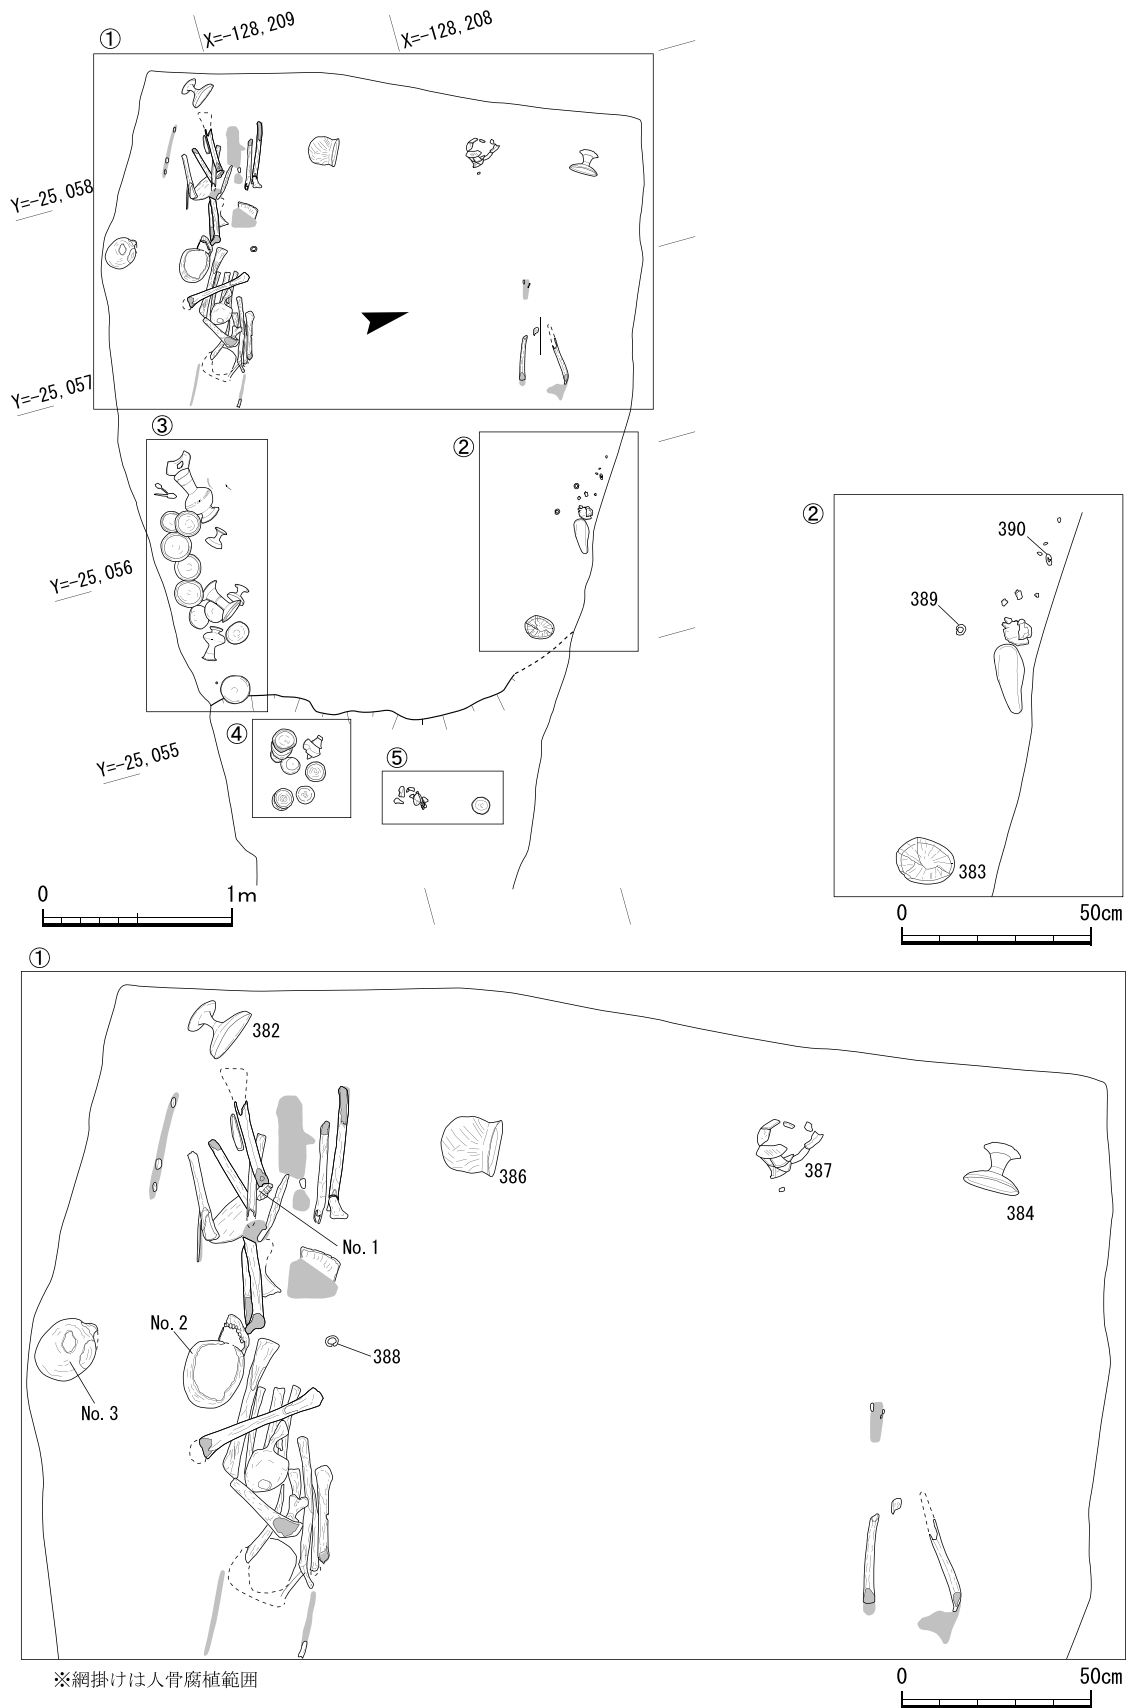 ①
X=-128,209
X=-128,208
Y=-25,058
Y=-25,057
③
②
Y=-25,056
④
⑤
Y=-25,055
0 1m
②
390
389
383
0 50cm
①
382
386
387
384
No.1
No.2
388
No.3
※網掛けは人骨腐植範囲
0 50cm